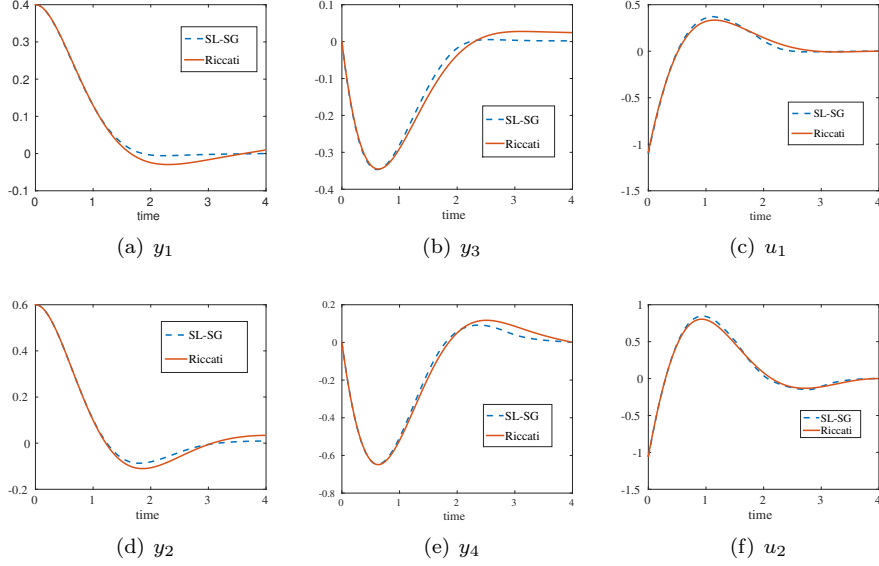 0.4
0.3
0.2
0.1
0
-0.1
0 1 2 3 4
time
SL-SG
Riccati
(a) y1
0.1
0
-0.1
-0.2
-0.3
-0.4
0 1 2 3 4
time
SL-SG
Riccati
(b) y3
0.5
0
-0.5
-1
-1.5
0 1 2 3 4
time
SL-SG
Riccati
(c) u1
0.6
0.4
0.2
0
-0.2
0 1 2 3 4
time
SL-SG
Riccati
(d) y2
0.2
0
-0.2
-0.4
-0.6
-0.8
0 1 2 3 4
time
SL-SG
Riccati
(e) y4
1
0.5
0
-0.5
-1
-1.5
0 1 2 3 4
time
SL-SG
Riccati
(f) u2